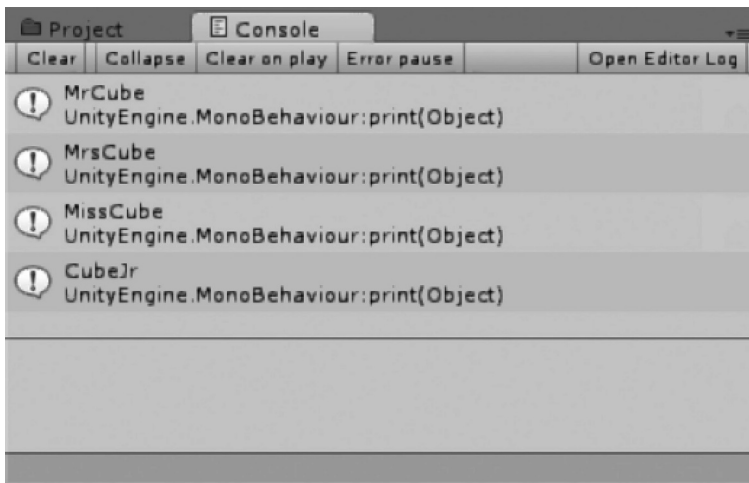 Project Console
Clear Collapse Clear on play Error pause Open Editor Log
MrCube
UnityEngine.MonoBehaviour:print(Object)
MrsCube
UnityEngine.MonoBehaviour:print(Object)
MissCube
UnityEngine.MonoBehaviour:print(Object)
CubeJr
UnityEngine.MonoBehaviour:print(Object)